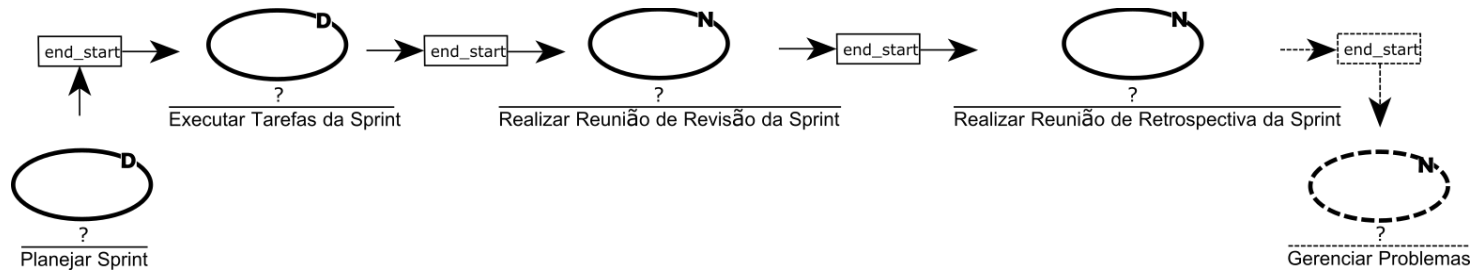 D
N
N
end_start
end_start
end_start
end_start
?
?
?
Executar Tarefas da Sprint
Realizar Reunião de Revisão da Sprint
Realizar Reunião de Retrospectiva da Sprint
D
N
?
?
Planejar Sprint
Gerenciar Problemas